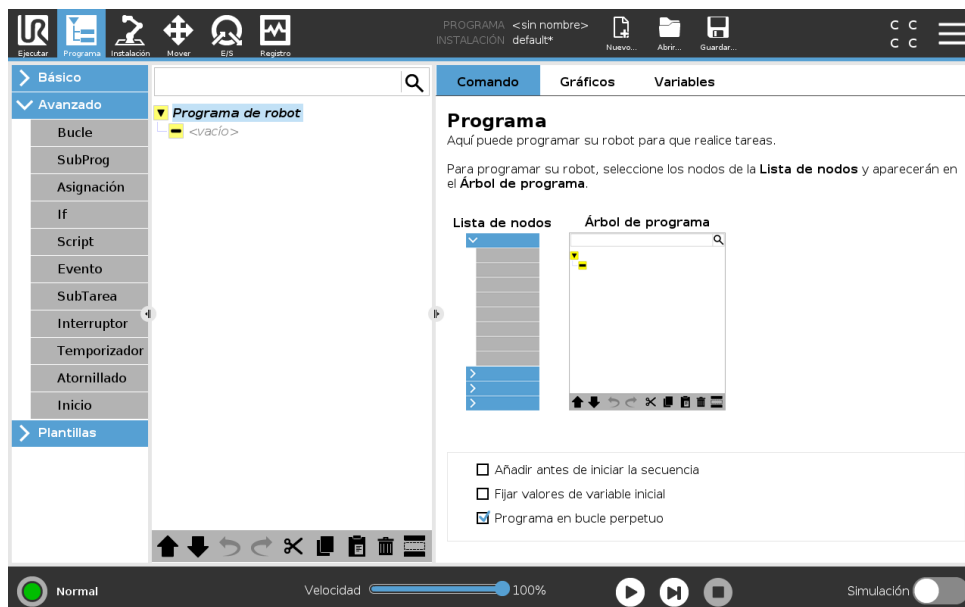 UR
Ejecutar
Programa
Instalación
Mover
E/S
Registro
PROGRAMA <sin nombre>
INSTALACIÓN default*
Nuevo...
Abrir...
Guardar...
C C
C C
Básico
Avanzado
Bucle
SubProg
Asignación
If
Script
Evento
SubTarea
Interruptor
Temporizador
Atornillado
Inicio
Plantillas
Programa de robot
<vacío>
Comando
Gráficos
Variables
Programa
Aquí puede programar su robot para que realice tareas.
Para programar su robot, seleccione los nodos de la Lista de nodos y aparecerán en
el Árbol de programa.
Lista de nodos
Árbol de programa
Añadir antes de iniciar la secuencia
Fijar valores de variable inicial
Programa en bucle perpetuo
Normal
Velocidad
100%
Simulación